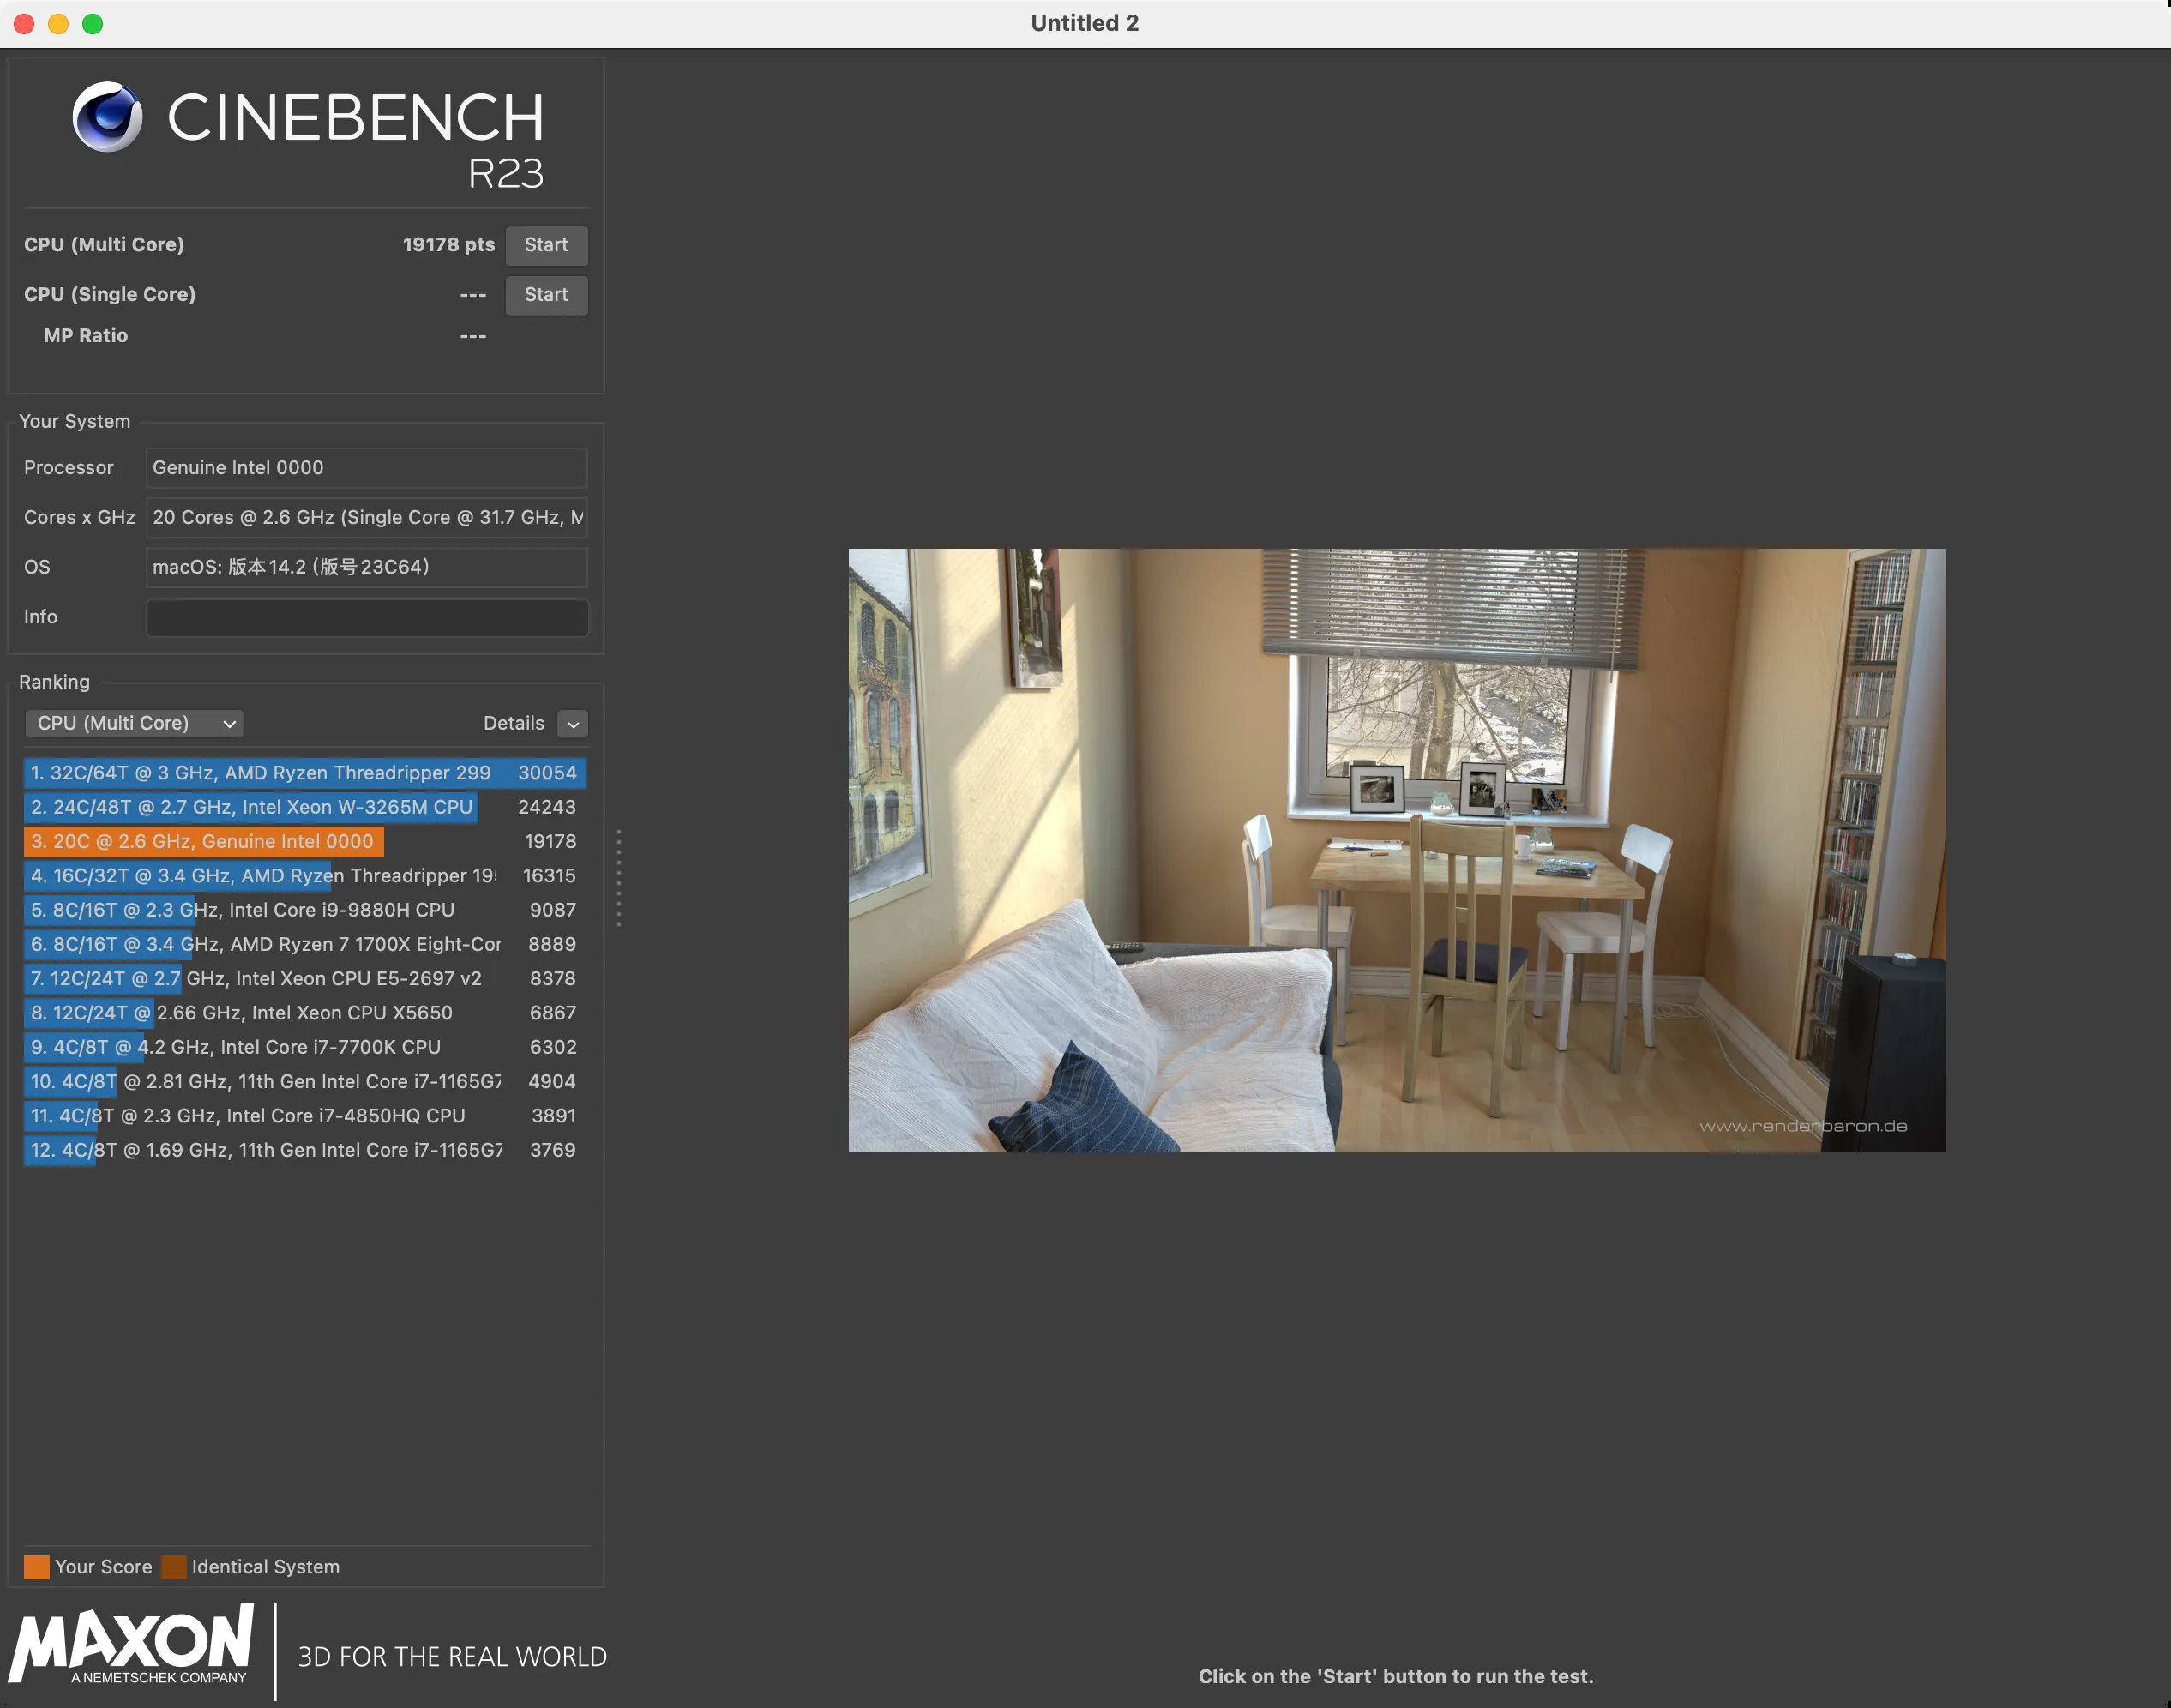 Untitled 2
CINEBENCH
R23
CPU (Multi Core) 19178 pts Start
CPU (Single Core) --- Start
MP Ratio ---
Your System
Processor Genuine Intel 0000
Cores x GHz 20 Cores @ 2.6 GHz (Single Core @ 31.7 GHz, M
OS macOS: 版本14.2 (版号23C64)
Info
Ranking
CPU (Multi Core) Details
1. 32C/64T @ 3 GHz, AMD Ryzen Threadripper 299 30054
2. 24C/48T @ 2.7 GHz, Intel Xeon W-3265M CPU 24243
3. 20C @ 2.6 GHz, Genuine Intel 0000 19178
4. 16C/32T @ 3.4 GHz, AMD Ryzen Threadripper 19 16315
5. 8C/16T @ 2.3 GHz, Intel Core i9-9880H CPU 9087
6. 8C/16T @ 3.4 GHz, AMD Ryzen 7 1700X Eight-Cor 8889
7. 12C/24T @ 2.7 GHz, Intel Xeon CPU E5-2697 v2 8378
8. 12C/24T @ 2.66 GHz, Intel Xeon CPU X5650 6867
9. 4C/8T @ 4.2 GHz, Intel Core i7-7700K CPU 6302
10. 4C/8T @ 2.81 GHz, 11th Gen Intel Core i7-1165G7 4904
11. 4C/8T @ 2.3 GHz, Intel Core i7-4850HQ CPU 3891
12. 4C/8T @ 1.69 GHz, 11th Gen Intel Core i7-1165G7 3769
Your Score Identical System
MAXON
A NEMETSCHEK COMPANY
3D FOR THE REAL WORLD
www.renderbaron.de
Click on the 'Start' button to run the test.